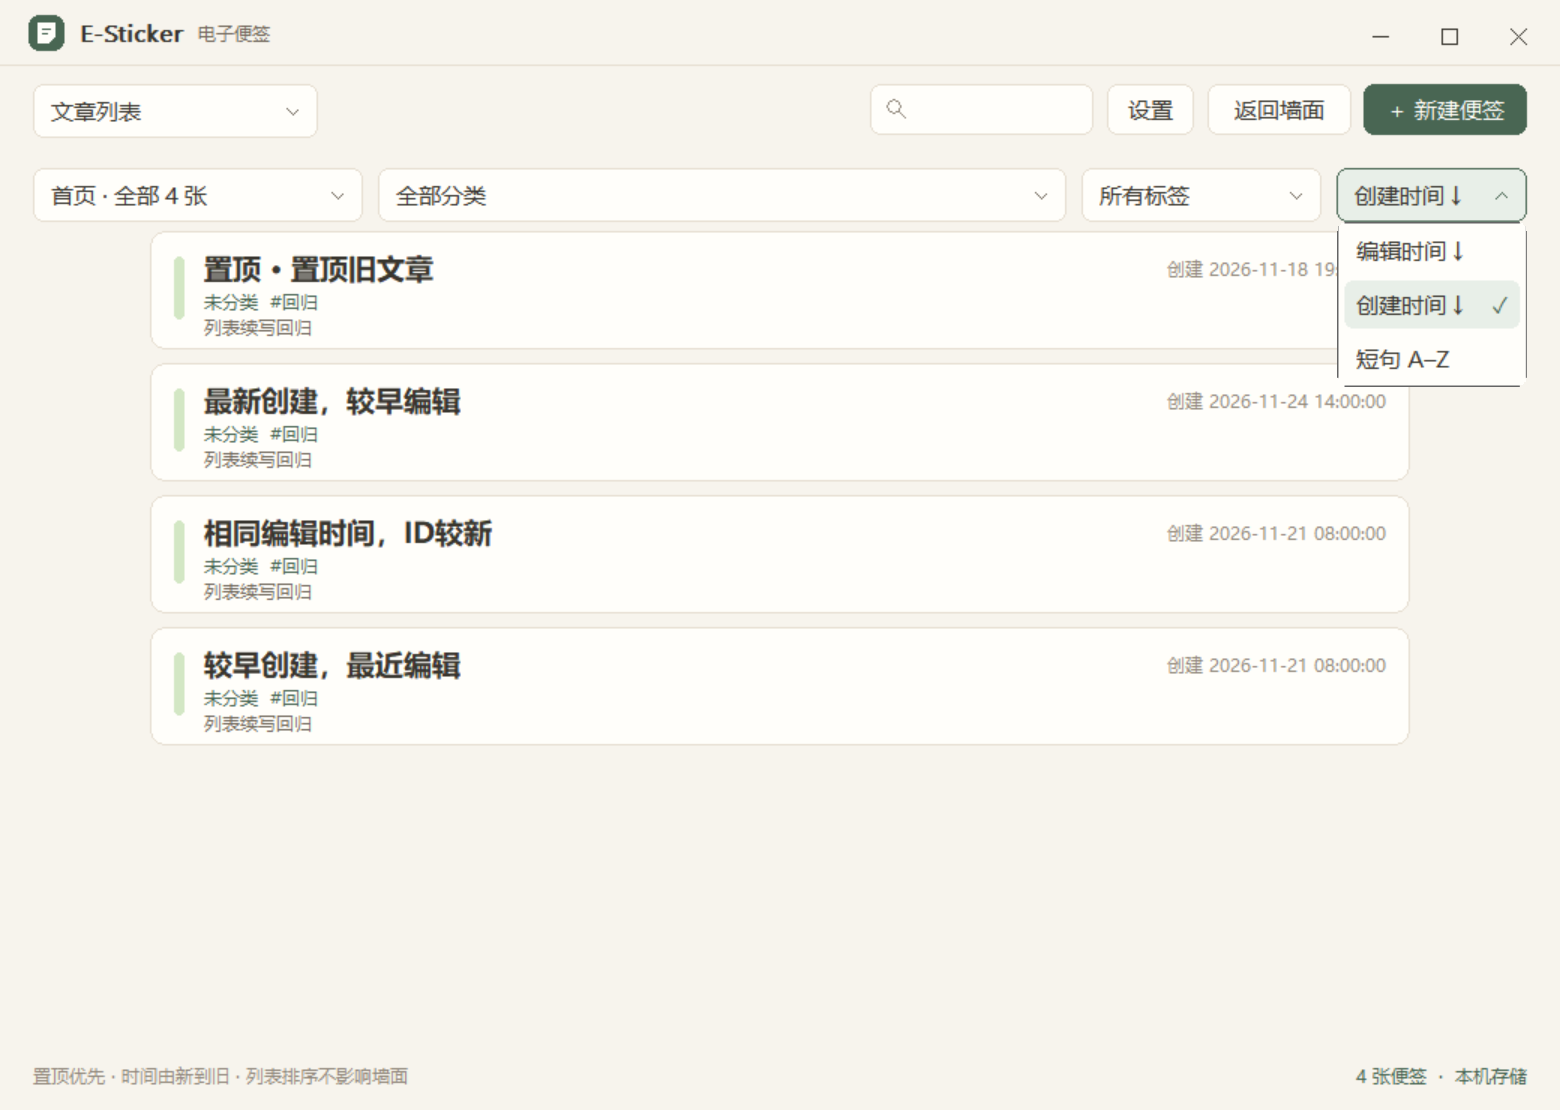 E-Sticker 电子便签
文章列表
设置
返回墙面
+ 新建便签
首页 · 全部 4 张
全部分类
所有标签
创建时间↓
编辑时间↓
创建时间↓ ✓
短句 A–Z
置顶 • 置顶旧文章
创建 2026-11-18 19:
未分类 #回归
列表续写回归
最新创建，较早编辑
创建 2026-11-24 14:00:00
未分类 #回归
列表续写回归
相同编辑时间，ID较新
创建 2026-11-21 08:00:00
未分类 #回归
列表续写回归
较早创建，最近编辑
创建 2026-11-21 08:00:00
未分类 #回归
列表续写回归
置顶优先 · 时间由新到旧 · 列表排序不影响墙面
4 张便签 · 本机存储